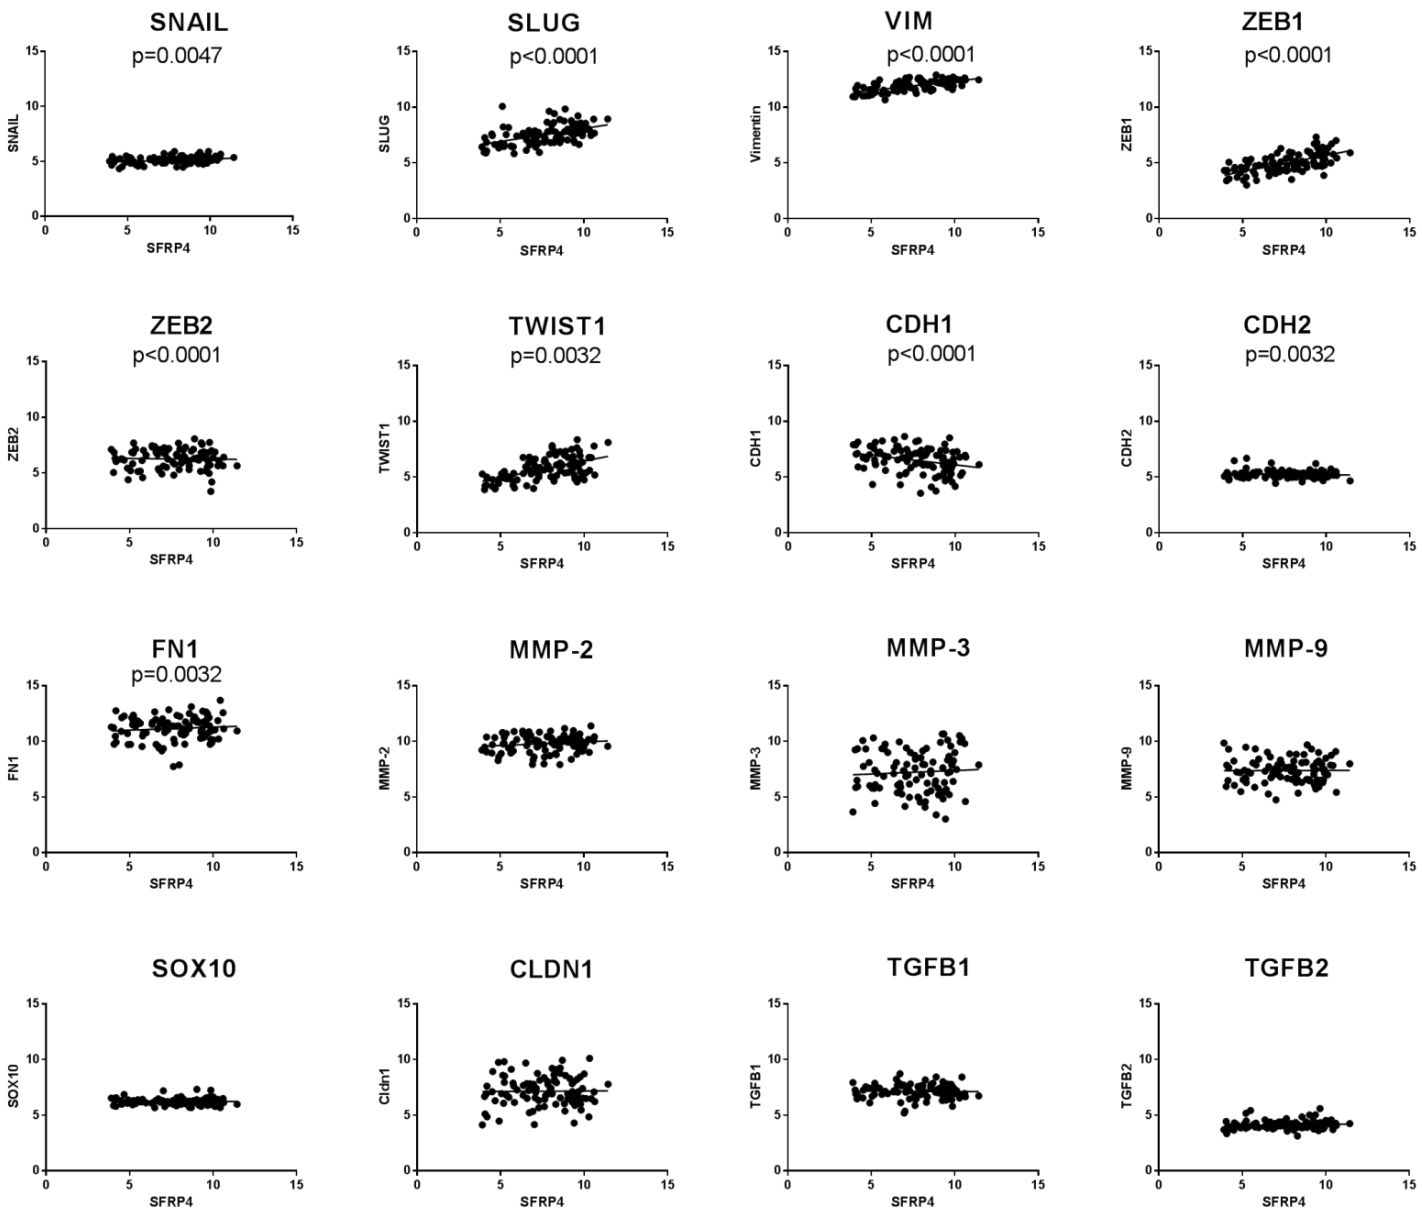 SNAIL
p=0.0047
15
10
5
0
SNAIL
0 5 10 15
SFRP4
SLUG
p<0.0001
15
10
5
0
SLUG
0 5 10 15
SFRP4
VIM
p<0.0001
15
10
5
0
Vimentin
0 5 10 15
SFRP4
ZEB1
p<0.0001
15
10
5
0
ZEB1
0 5 10 15
SFRP4
ZEB2
p<0.0001
15
10
5
0
ZEB2
0 5 10 15
SFRP4
TWIST1
p=0.0032
15
10
5
0
TWIST1
0 5 10 15
SFRP4
CDH1
p<0.0001
15
10
5
0
CDH1
0 5 10 15
SFRP4
CDH2
p=0.0032
15
10
5
0
CDH2
0 5 10 15
SFRP4
FN1
p=0.0032
15
10
5
0
FN1
0 5 10 15
SFRP4
MMP-2
15
10
5
0
MMP-2
0 5 10 15
SFRP4
MMP-3
15
10
5
0
MMP-3
0 5 10 15
SFRP4
MMP-9
15
10
5
0
MMP-9
0 5 10 15
SFRP4
SOX10
15
10
5
0
SOX10
0 5 10 15
SFRP4
CLDN1
15
10
5
0
Cldn1
0 5 10 15
SFRP4
TGFB1
15
10
5
0
TGFB1
0 5 10 15
SFRP4
TGFB2
15
10
5
0
TGFB2
0 5 10 15
SFRP4